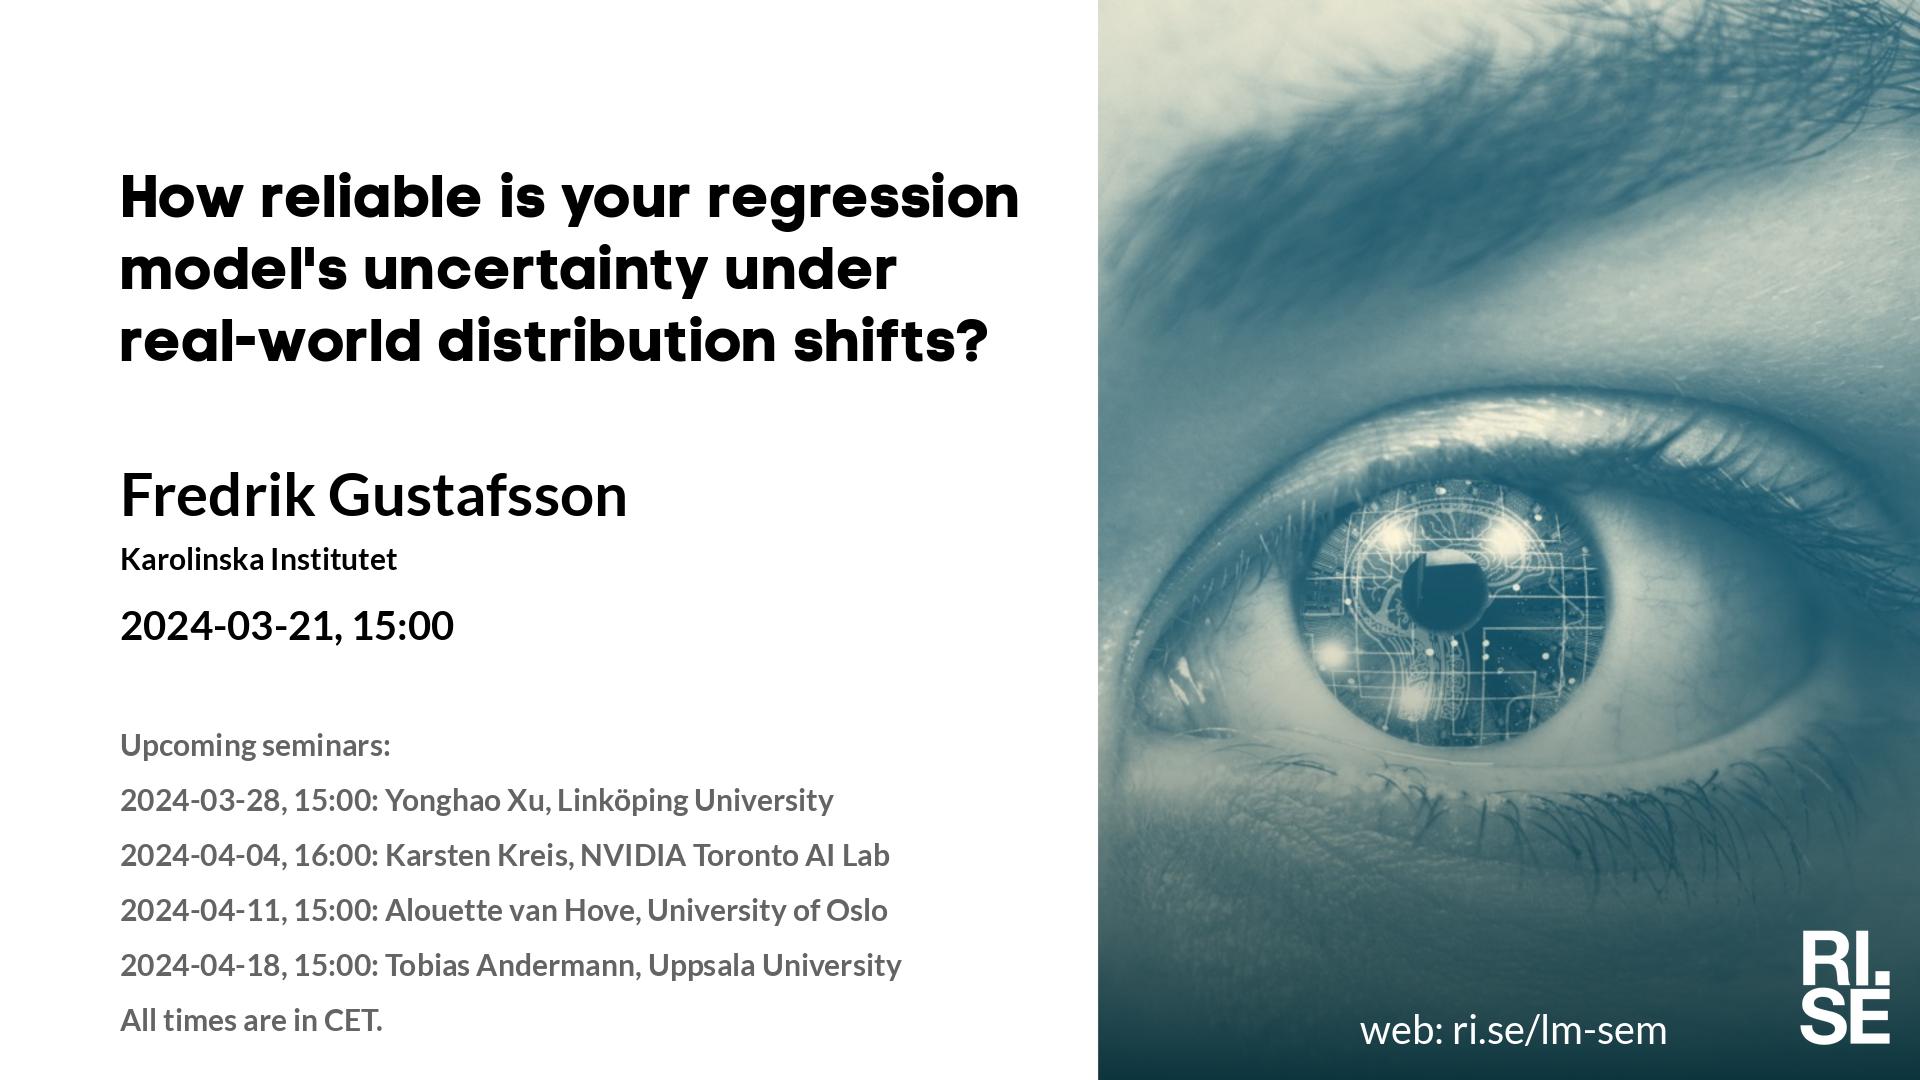 How reliable is your regression
model's uncertainty under
real-world distribution shifts?
Fredrik Gustafsson
Karolinska Institutet
2024-03-21, 15:00
Upcoming seminars:
2024-03-28, 15:00: Yonghao Xu, Linköping University
2024-04-04, 16:00: Karsten Kreis, NVIDIA Toronto AI Lab
2024-04-11, 15:00: Alouette van Hove, University of Oslo
2024-04-18, 15:00: Tobias Andermann, Uppsala University
All times are in CET.
web: ri.se/lm-sem
RI.
SE